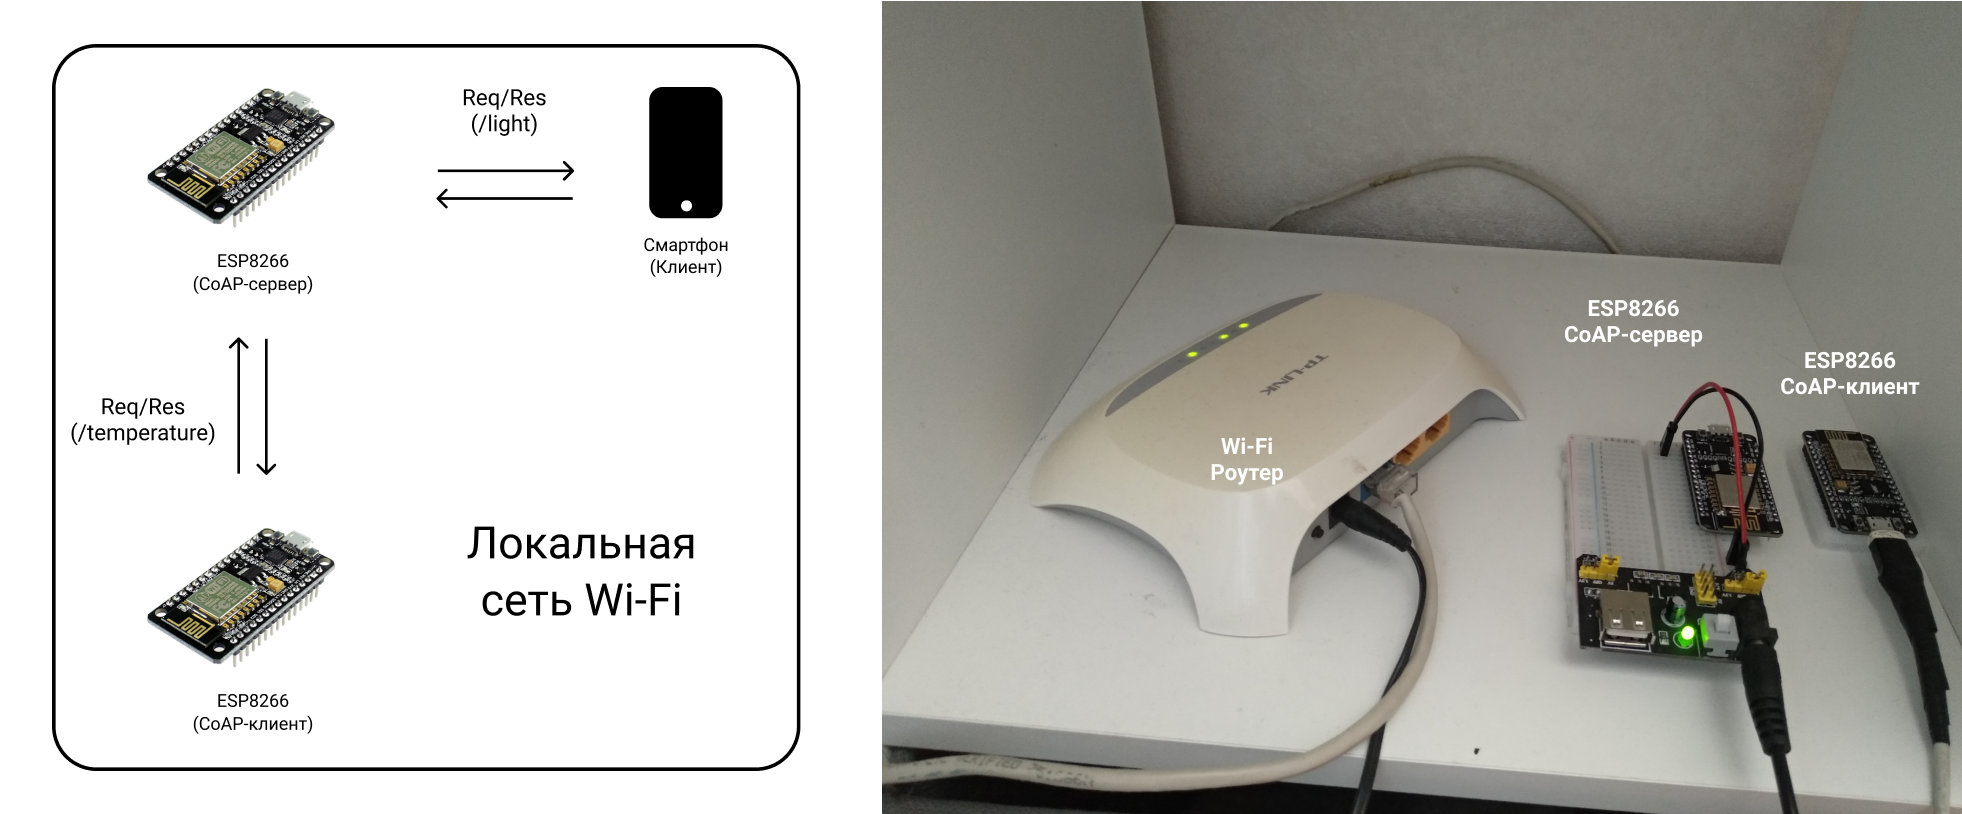 Req/Res
(/light)
Смартфон
(Клиент)
ESP8266
(CoAP-сервер)
Req/Res
(/temperature)
Локальная
сеть Wi-Fi
ESP8266
(CoAP-клиент)
ESP8266
CoAP-сервер
ESP8266
CoAP-клиент
TP-LINK
Wi-Fi
Роутер